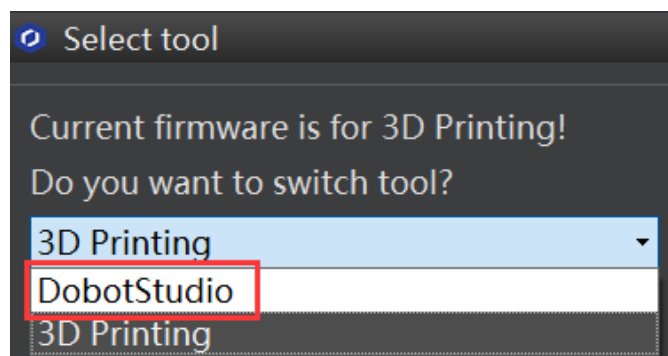 Select tool
Current firmware is for 3D Printing!
Do you want to switch tool?
3D Printing
DobotStudio
3D Printing